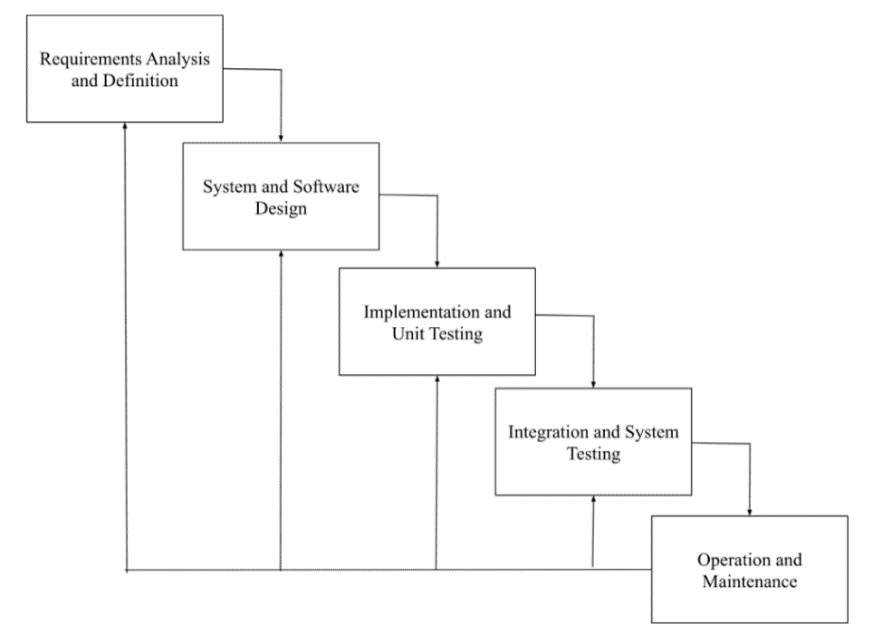 Requirements Analysis
and Definition
System and Software
Design
Implementation and
Unit Testing
Integration and System
Testing
Operation and
Maintenance